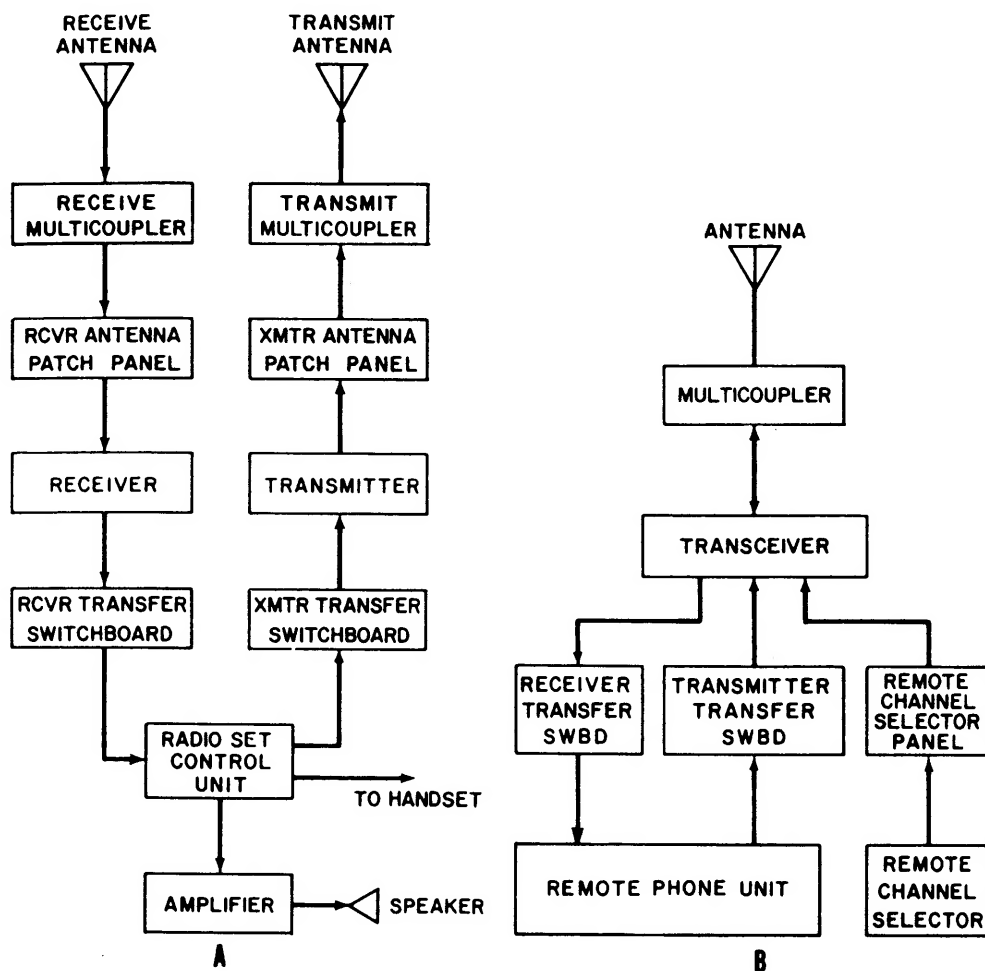 RECEIVE
ANTENNA
TRANSMIT
ANTENNA
RECEIVE
MULTICOUPLER
TRANSMIT
MULTICOUPLER
RCVR ANTENNA
PATCH PANEL
XMTR ANTENNA
PATCH PANEL
RECEIVER
TRANSMITTER
RCVR TRANSFER
SWITCHBOARD
XMTR TRANSFER
SWITCHBOARD
RADIO SET
CONTROL
UNIT
TO HANDSET
AMPLIFIER
SPEAKER
A
ANTENNA
MULTICOUPLER
TRANSCEIVER
RECEIVER
TRANSFER
SWBD
TRANSMITTER
TRANSFER
SWBD
REMOTE
CHANNEL
SELECTOR
PANEL
REMOTE PHONE UNIT
REMOTE
CHANNEL
SELECTOR
B